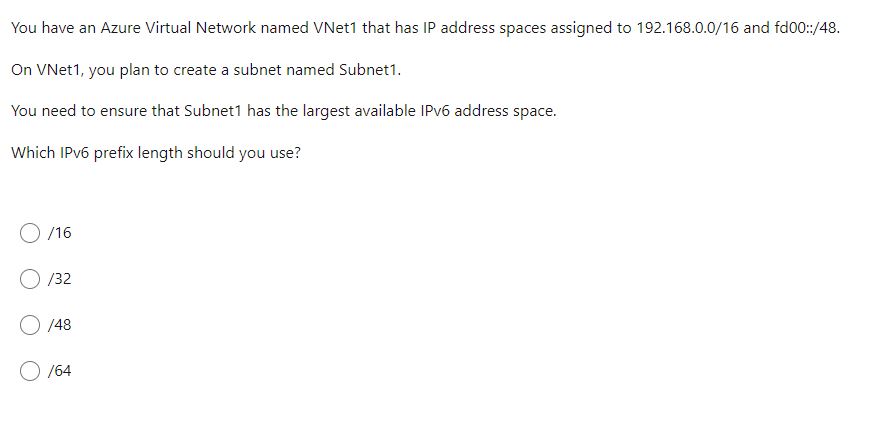 You have an Azure Virtual Network named VNet1 that has IP address spaces assigned to 192.168.0.0/16 and fd00::/48.
On VNet1, you plan to create a subnet named Subnet1.
You need to ensure that Subnet1 has the largest available IPv6 address space.
Which IPv6 prefix length should you use?
/16
/32
/48
/64